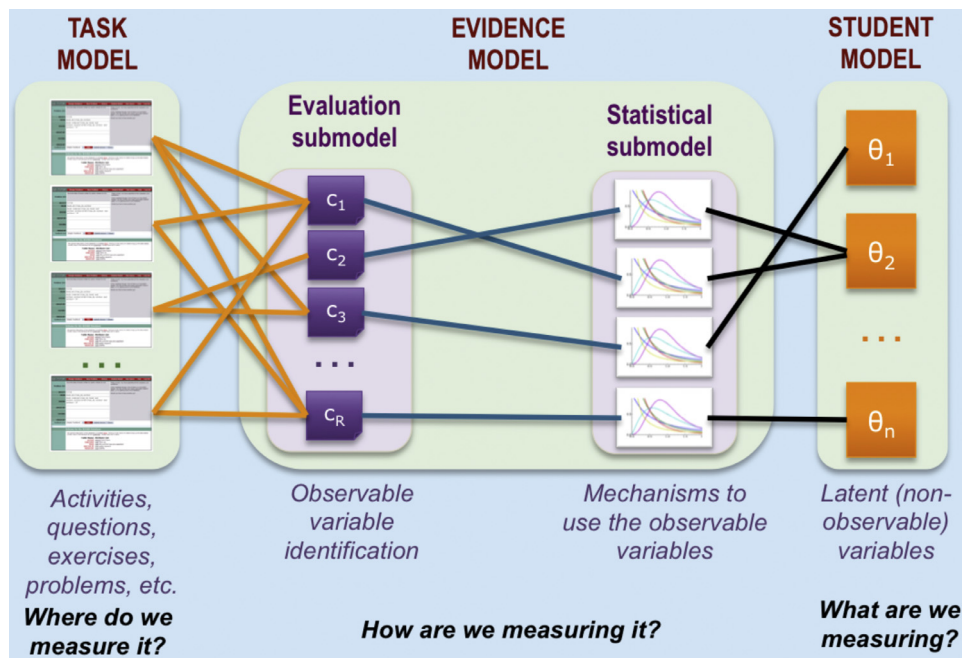 TASK
MODEL
EVIDENCE
MODEL
STUDENT
MODEL
Evaluation
submodel
Statistical
submodel
c1
c2
c3
...
cR
θ1
θ2
...
θn
...
Activities,
questions,
exercises,
problems, etc.
Observable
variable
identification
Mechanisms to
use the observable
variables
Latent (non-
observable)
variables
Where do we
measure it?
How are we measuring it?
What are we
measuring?